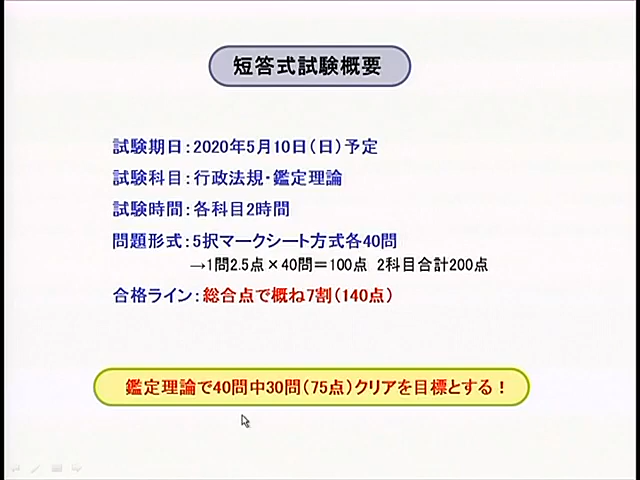 短答式試験概要
試験期日：2020年5月10日（日）予定
試験科目：行政法規・鑑定理論
試験時間：各科目2時間
問題形式：5択マークシート方式各40問
→1問2.5点×40問＝100点 2科目合計200点
合格ライン：総合点で概ね7割（140点）
鑑定理論で40問中30問（75点）クリアを目標とする！